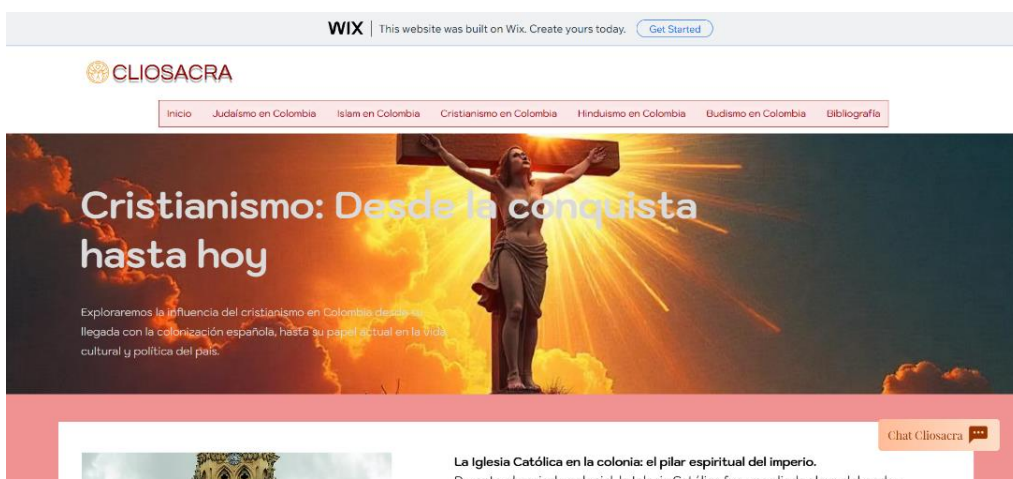 WIX | This website was built on Wix. Create yours today. Get Started
CLIOSACRA
Inicio Judaísmo en Colombia Islam en Colombia Cristianismo en Colombia Hinduismo en Colombia Budismo en Colombia Bibliografía
Cristianismo: Desde la conquista
hasta hoy
Exploraremos la influencia del cristianismo en Colombia desde su
llegada con la colonización española, hasta su papel actual en la vida
cultural y política del país.
Chat Cliosacra
La Iglesia Católica en la colonia: el pilar espiritual del imperio.